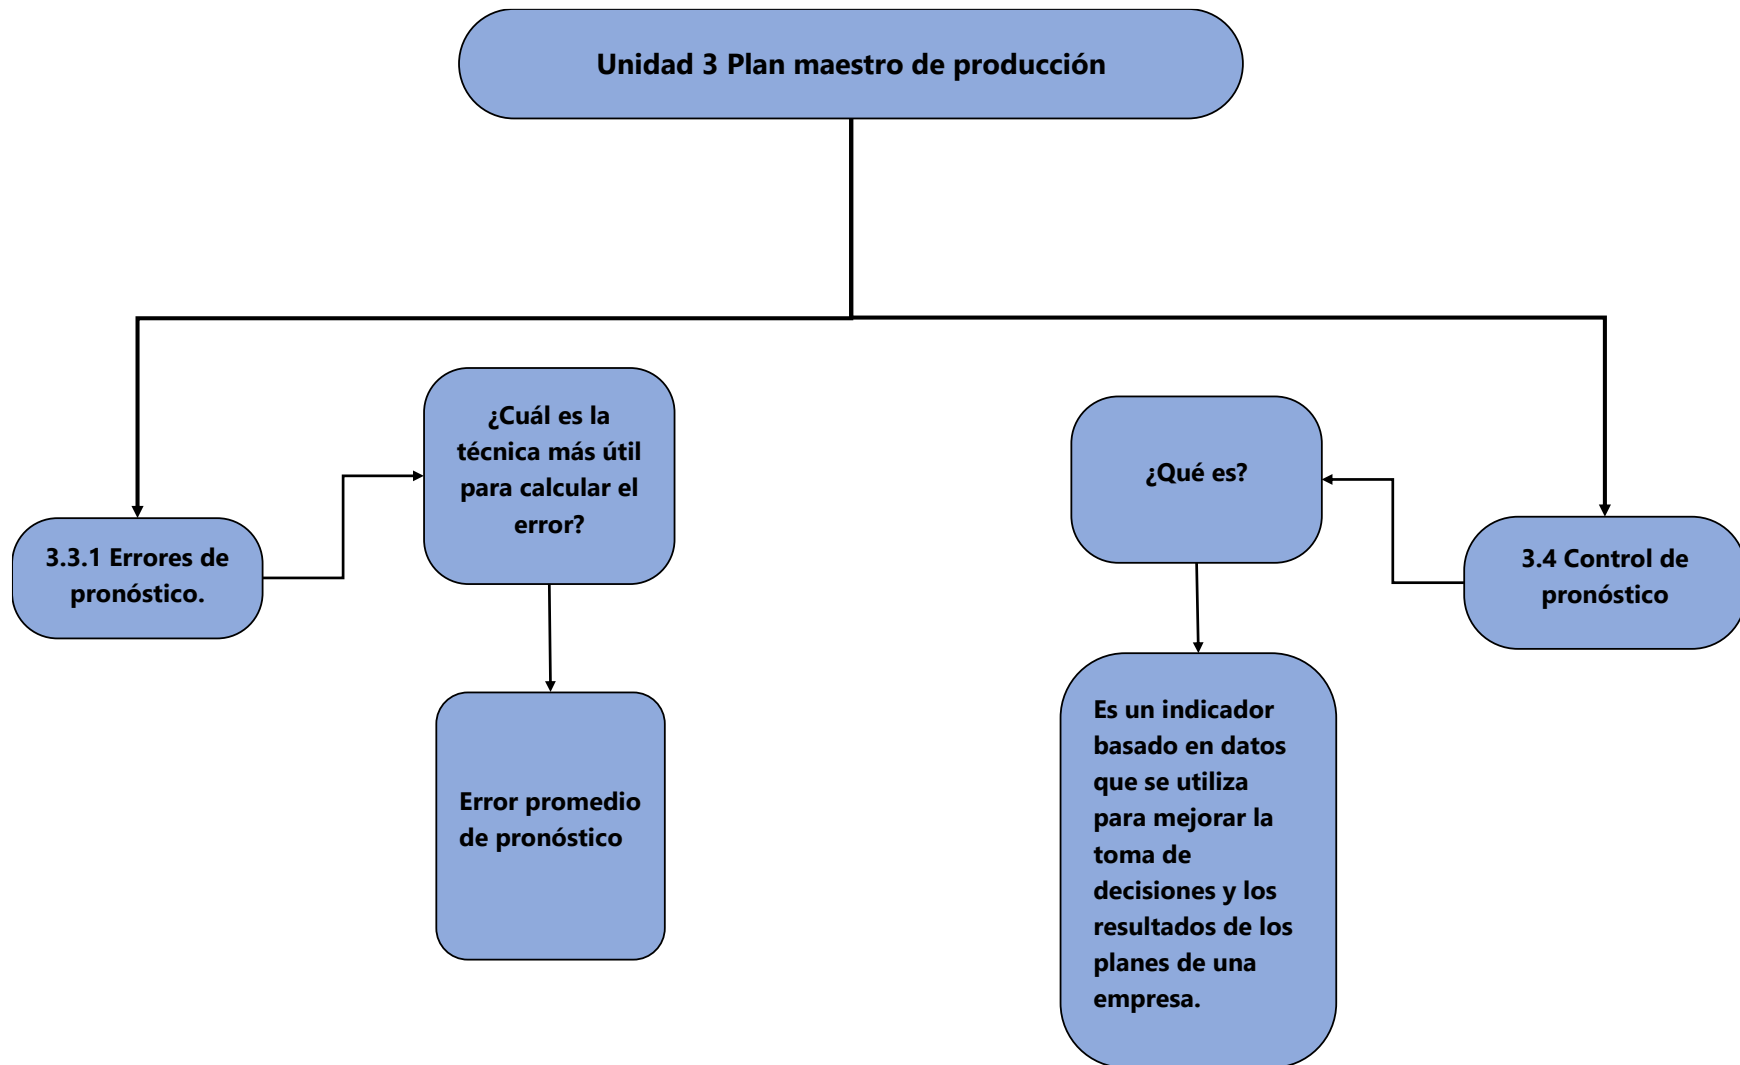 Unidad 3 Plan maestro de producción
¿Cuál es la
técnica más útil
para calcular el
error?
¿Qué es?
3.3.1 Errores de
pronóstico.
3.4 Control de
pronóstico
Error promedio
de pronóstico
Es un indicador
basado en datos
que se utiliza
para mejorar la
toma de
decisiones y los
resultados de los
planes de una
empresa.